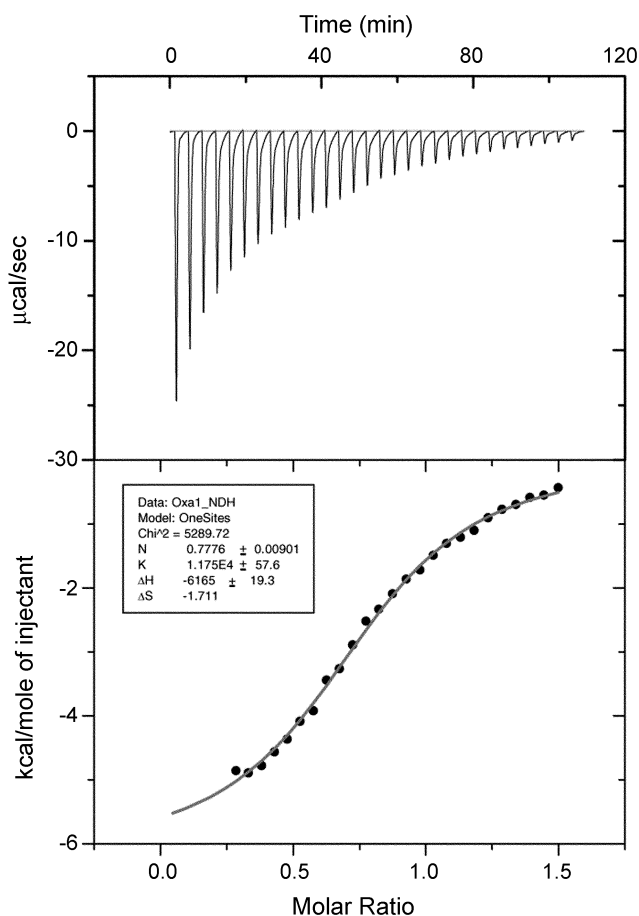 Time (min)
0 40 80 120
0
-10
-20
-30
µcal/sec
Data: Oxa1_NDH
Model: OneSites
Chi^2 = 5289.72
N 0.7776 ± 0.00901
K 1.175E4 ± 57.6
ΔH -6165 ± 19.3
ΔS -1.711
-2
-4
-6
kcal/mole of injectant
0.0 0.5 1.0 1.5
Molar Ratio